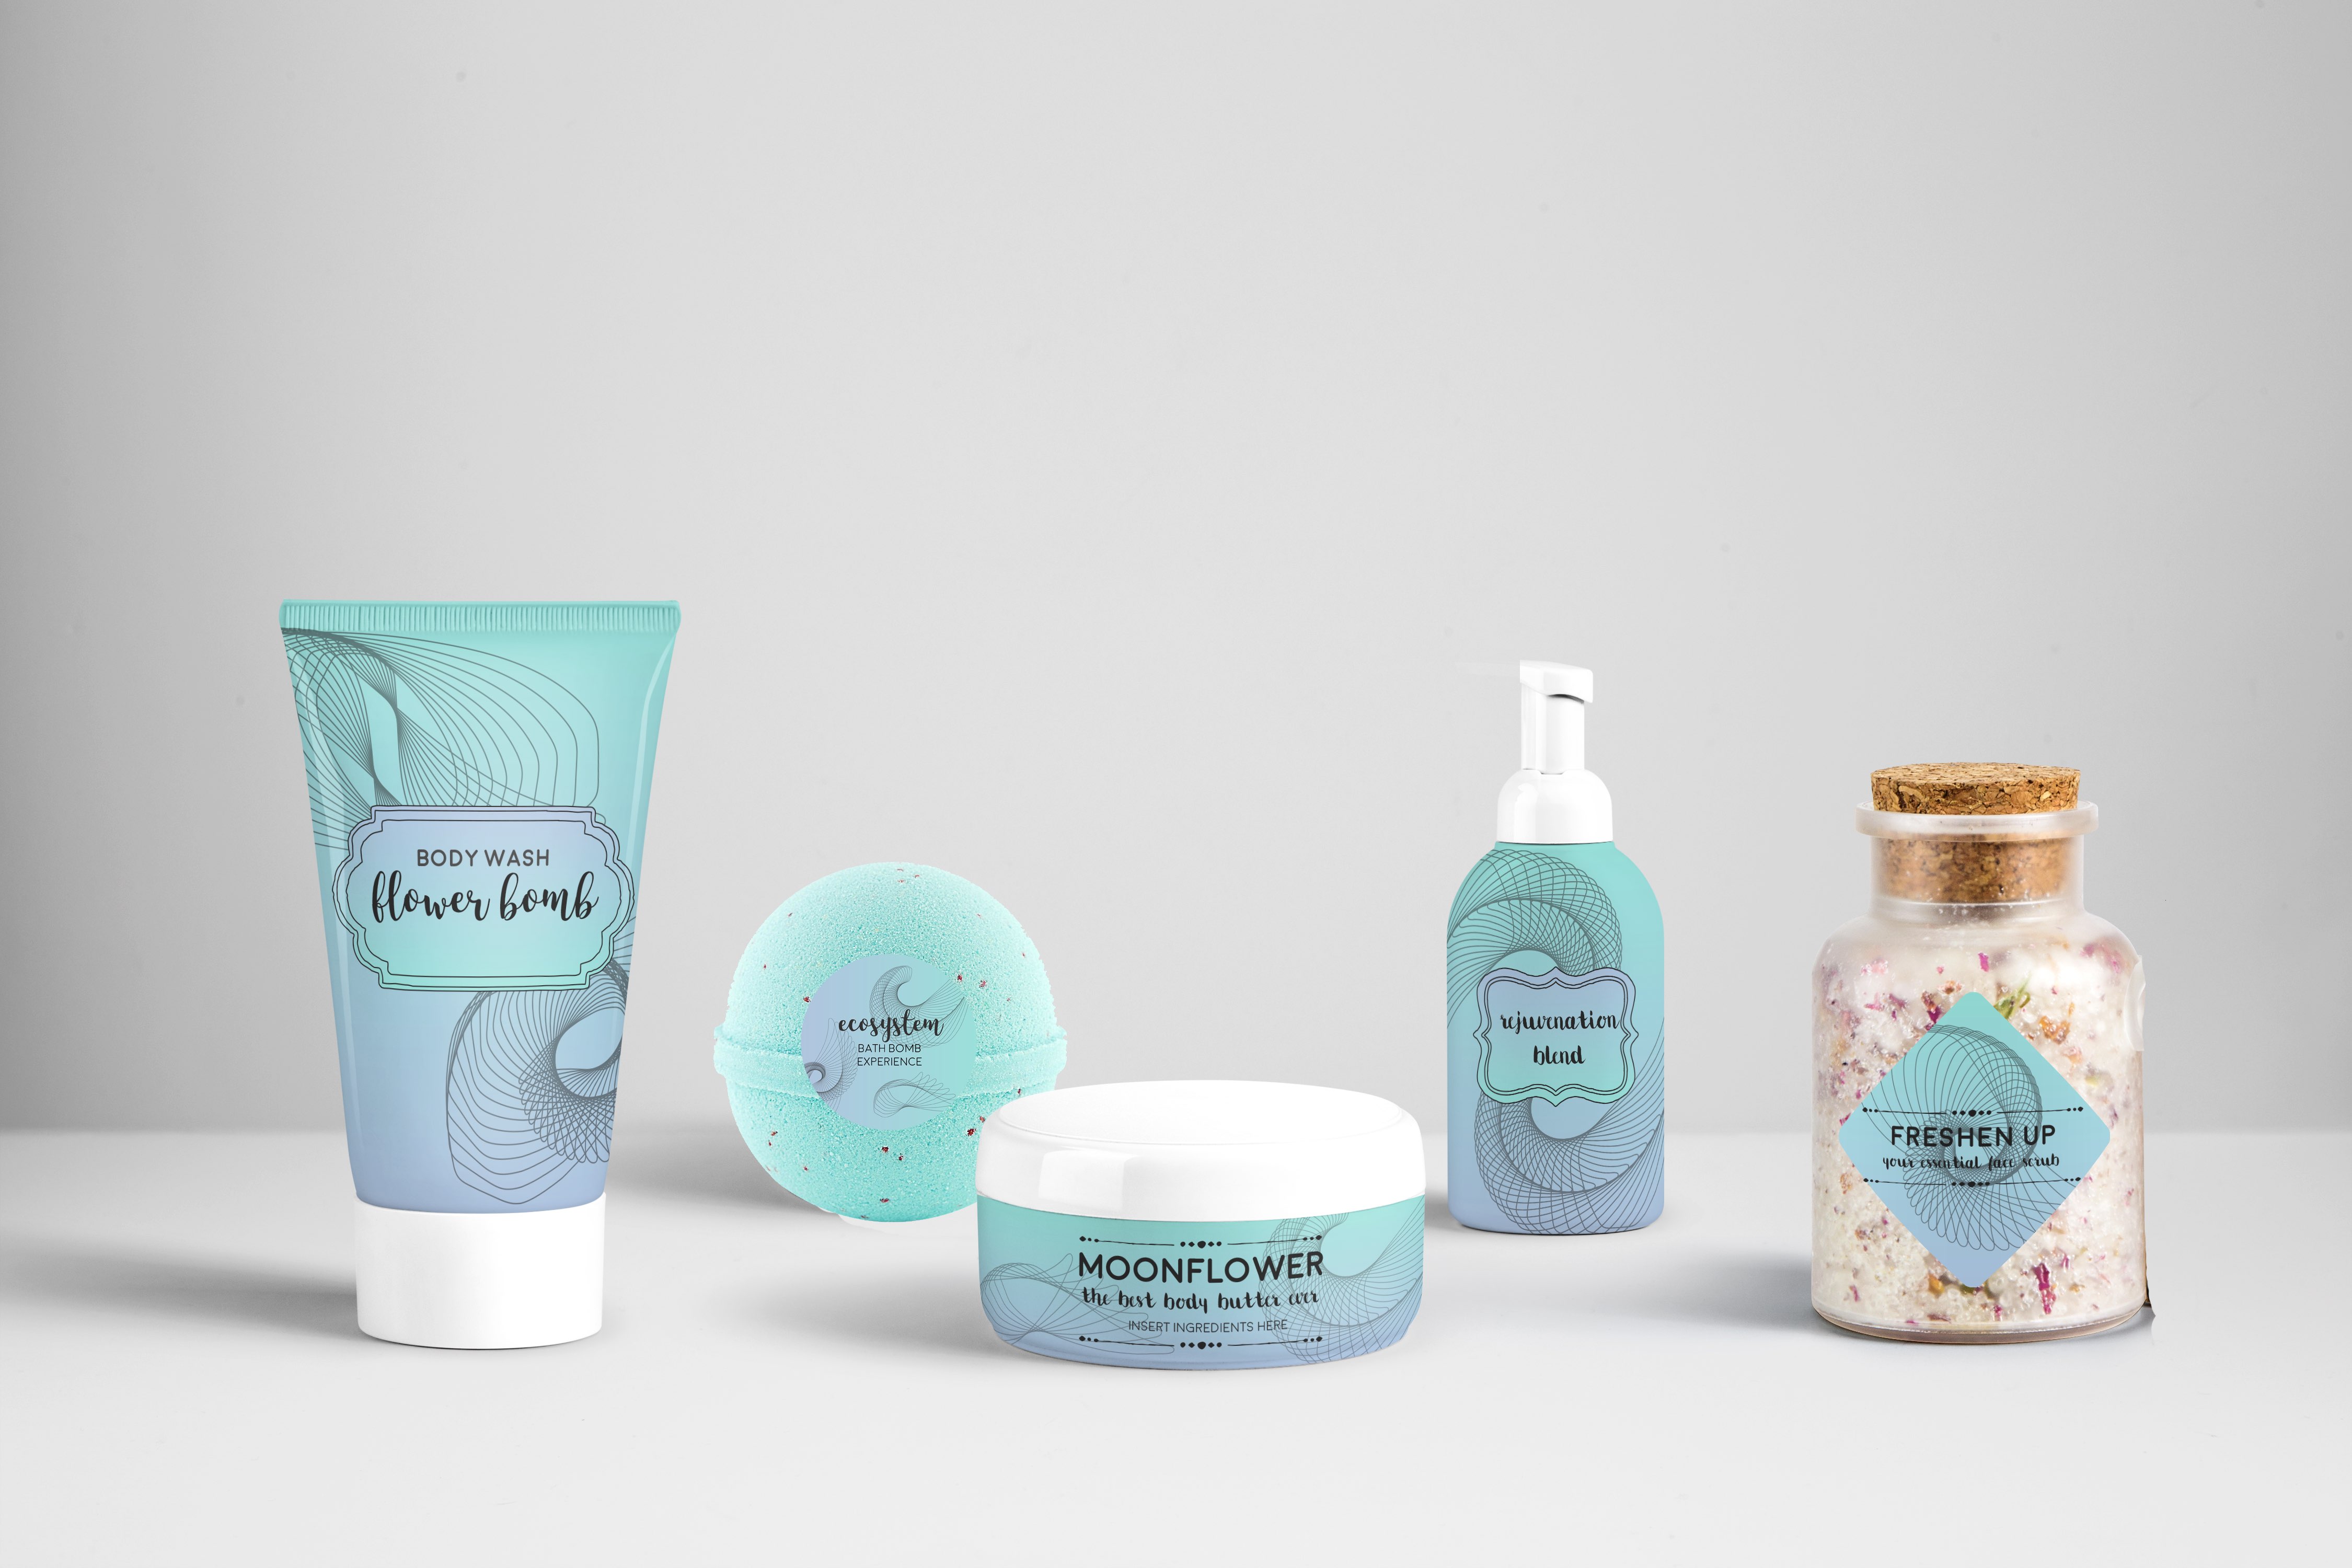 BODY WASH
flower bomb
ecosystem
BATH BOMB
EXPERIENCE
MOONFLOWER
the best body butter ever
INSERT INGREDIENTS HERE
rejuvenation
blend
FRESHEN UP
your essential face scrub